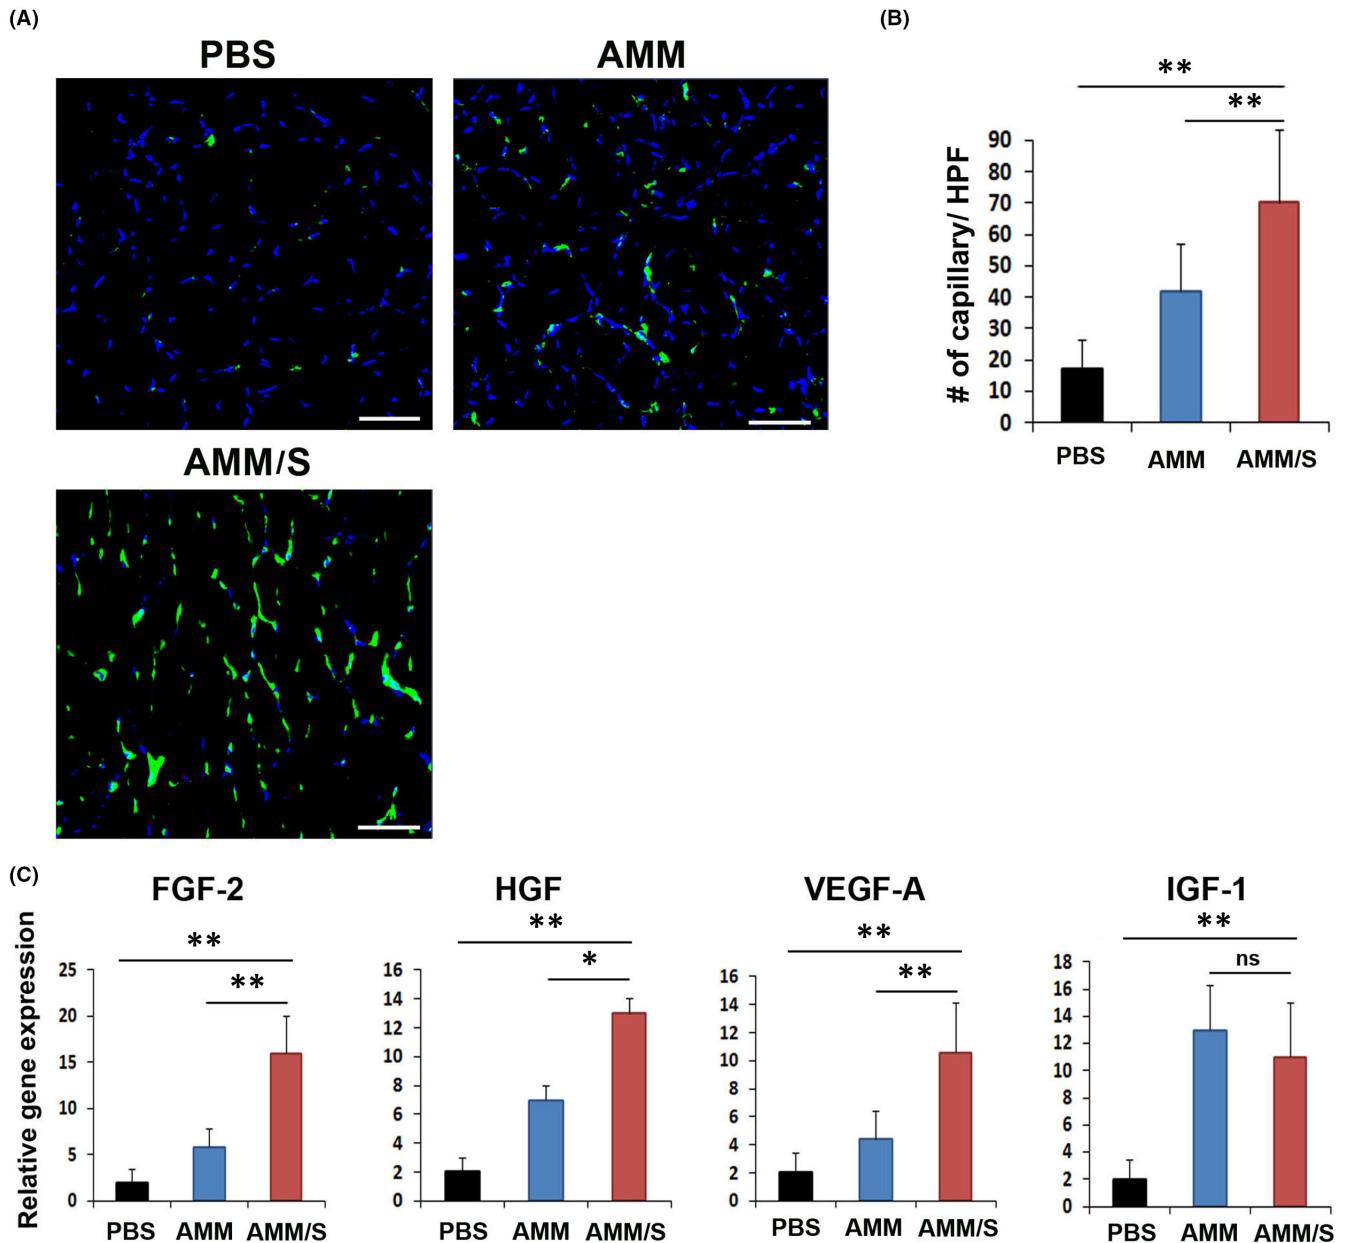 (A)
PBS
AMM
AMM/S
(B)
**
**
# of capillary/ HPF
90
80
70
60
50
40
30
20
10
0
PBS
AMM
AMM/S
(C)
Relative gene expression
FGF-2
**
**
25
20
15
10
5
0
PBS
AMM
AMM/S
HGF
**
*
16
14
12
10
8
6
4
2
0
PBS
AMM
AMM/S
VEGF-A
**
**
16
14
12
10
8
6
4
2
0
PBS
AMM
AMM/S
IGF-1
**
ns
18
16
14
12
10
8
6
4
2
0
PBS
AMM
AMM/S